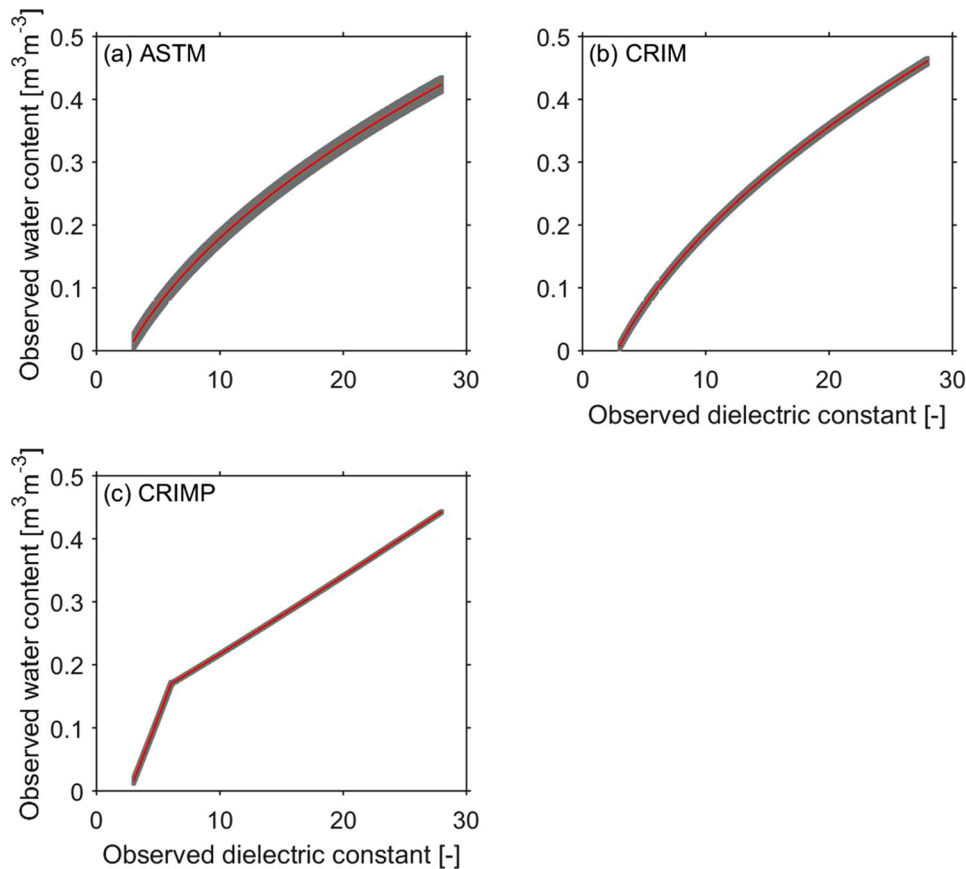 (a) ASTM
Observed water content [m³m⁻³]
0.5
0.4
0.3
0.2
0.1
0
0 10 20 30
(b) CRIM
0.5
0.4
0.3
0.2
0.1
0
0 10 20 30
Observed dielectric constant [-]
(c) CRIMP
Observed water content [m³m⁻³]
0.5
0.4
0.3
0.2
0.1
0
0 10 20 30
Observed dielectric constant [-]